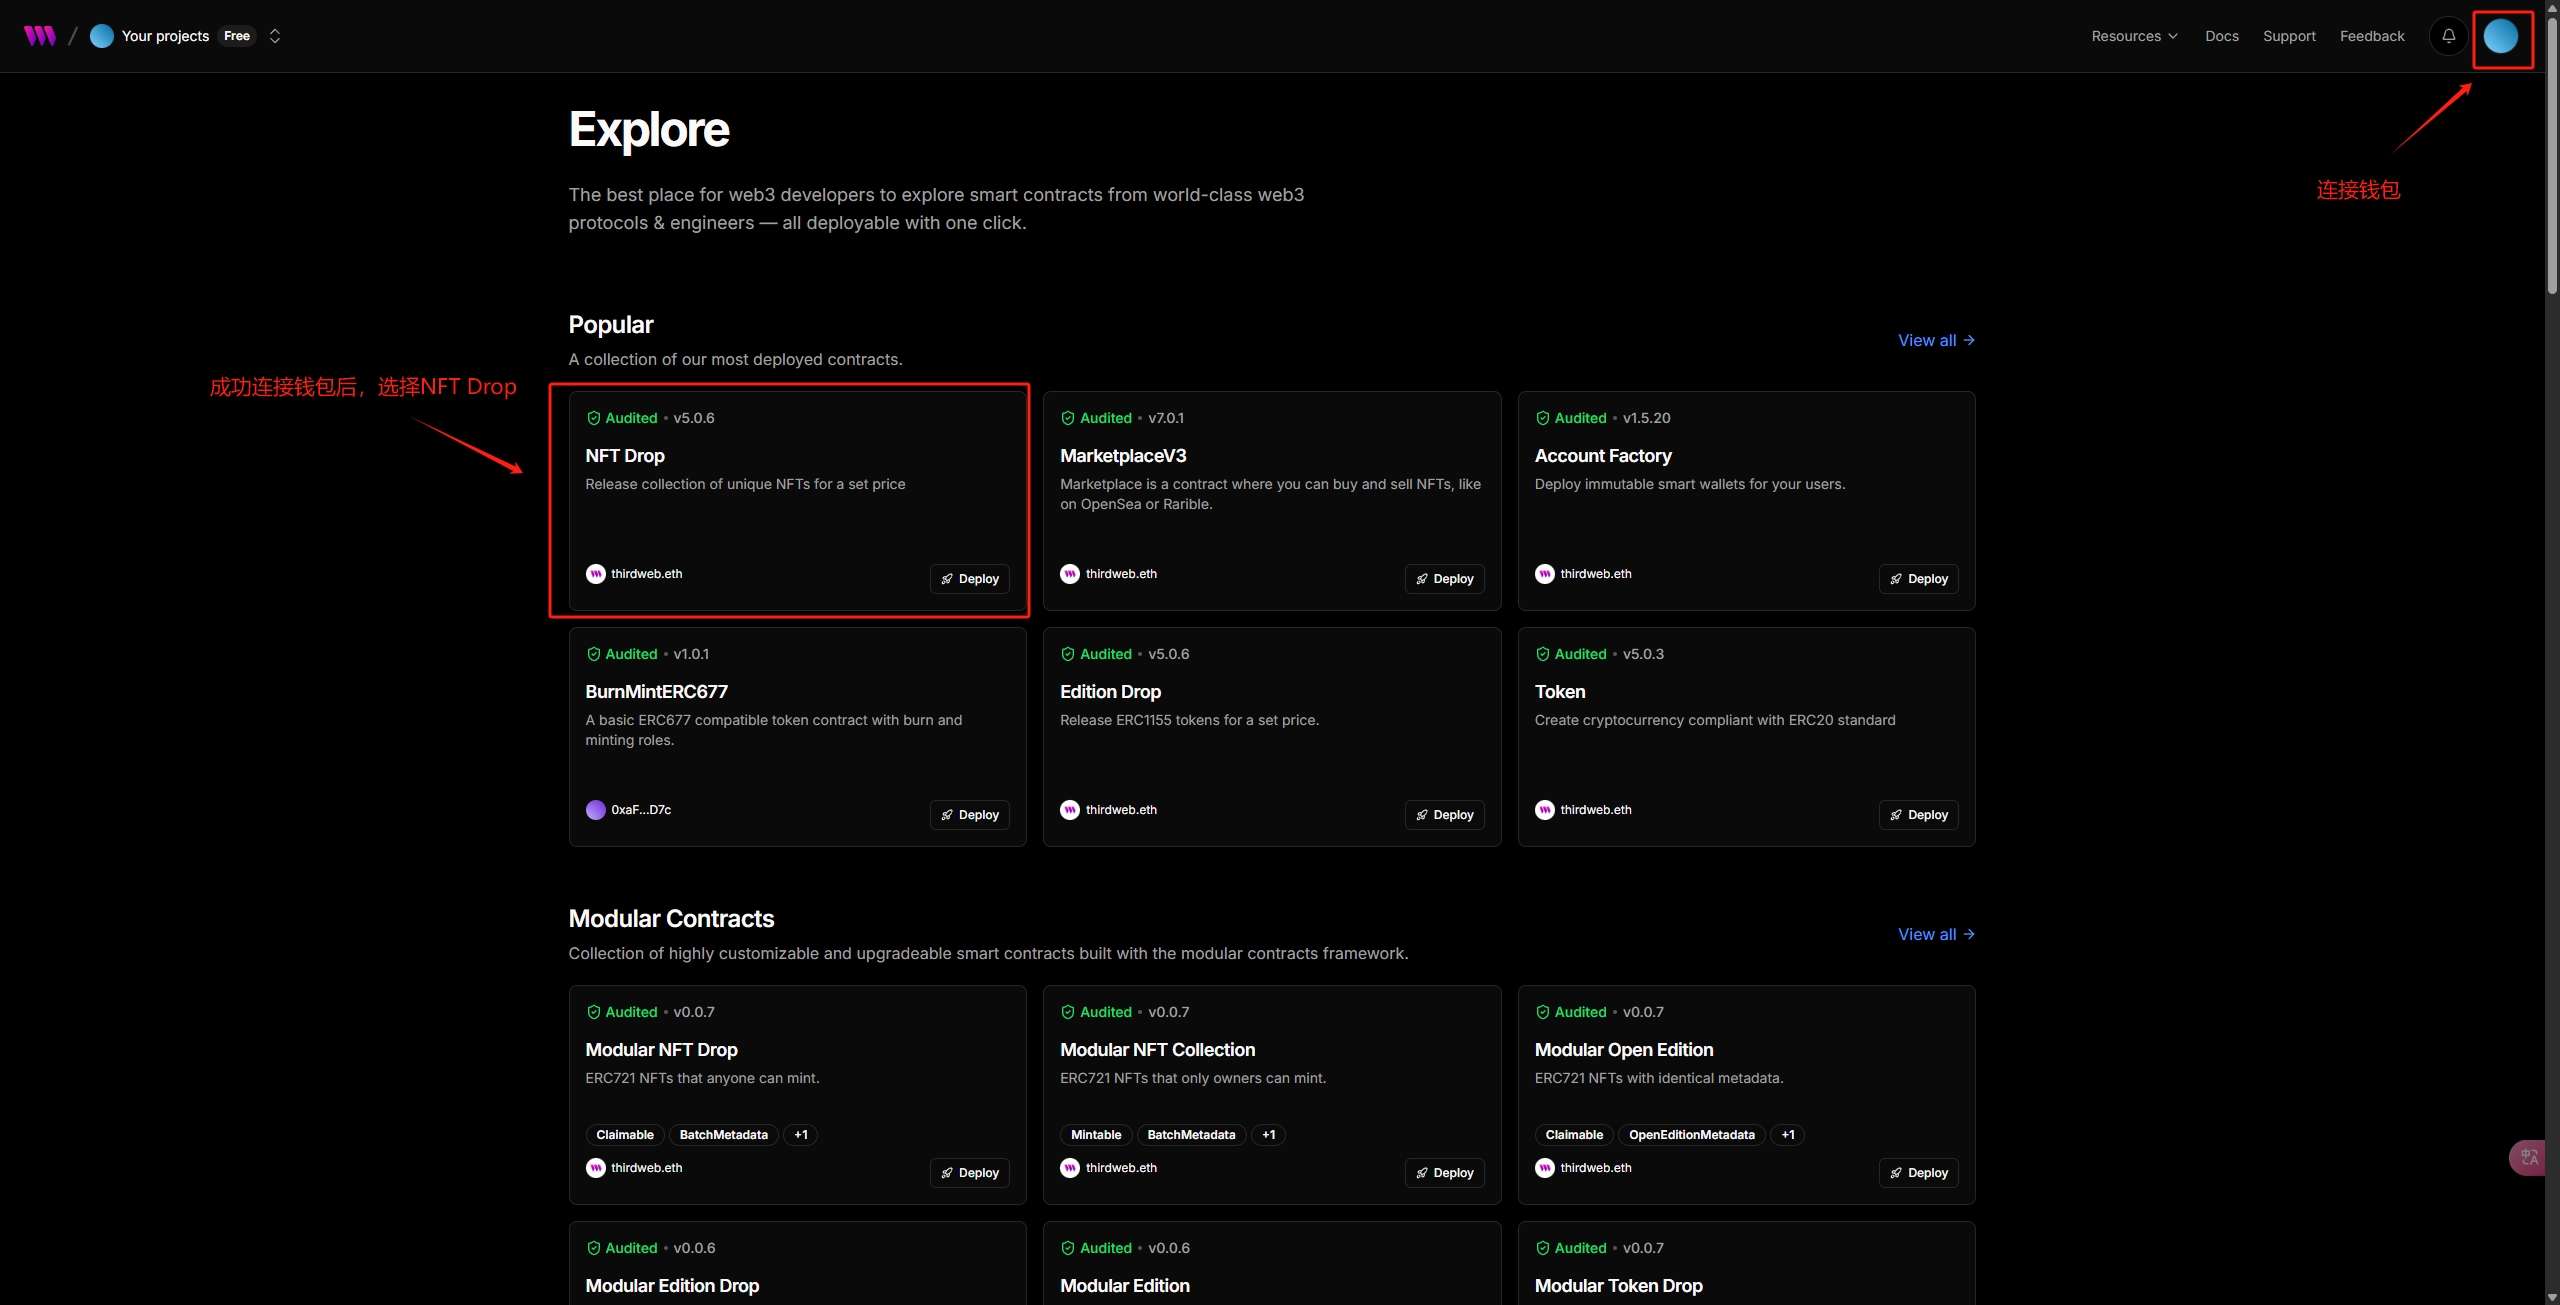 / Your projects Free
Resources Docs Support Feedback
Explore
The best place for web3 developers to explore smart contracts from world-class web3
protocols & engineers — all deployable with one click.
连接钱包
Popular
A collection of our most deployed contracts.
View all →
成功连接钱包后，选择NFT Drop
Audited • v5.0.6
NFT Drop
Release collection of unique NFTs for a set price
thirdweb.eth
Deploy
Audited • v7.0.1
MarketplaceV3
Marketplace is a contract where you can buy and sell NFTs, like
on OpenSea or Rarible.
thirdweb.eth
Deploy
Audited • v1.5.20
Account Factory
Deploy immutable smart wallets for your users.
thirdweb.eth
Deploy
Audited • v1.0.1
BurnMintERC677
A basic ERC677 compatible token contract with burn and
minting roles.
0xaF...D7c
Deploy
Audited • v5.0.6
Edition Drop
Release ERC1155 tokens for a set price.
thirdweb.eth
Deploy
Audited • v5.0.3
Token
Create cryptocurrency compliant with ERC20 standard
thirdweb.eth
Deploy
Modular Contracts
Collection of highly customizable and upgradeable smart contracts built with the modular contracts framework.
View all →
Audited • v0.0.7
Modular NFT Drop
ERC721 NFTs that anyone can mint.
Claimable BatchMetadata +1
thirdweb.eth
Deploy
Audited • v0.0.7
Modular NFT Collection
ERC721 NFTs that only owners can mint.
Mintable BatchMetadata +1
thirdweb.eth
Deploy
Audited • v0.0.7
Modular Open Edition
ERC721 NFTs with identical metadata.
Claimable OpenEditionMetadata +1
thirdweb.eth
Deploy
Audited • v0.0.6
Modular Edition Drop
Audited • v0.0.6
Modular Edition
Audited • v0.0.7
Modular Token Drop